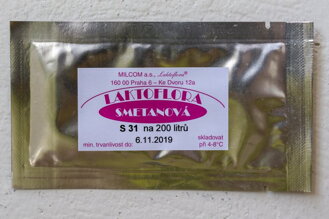 MILCOM a.s., „Laktoflora®
160 00 Praha 6 – Ke Dvoru 12a
LAKTOFLORA
SMETANOVÁ
S 31 na 200 litrů
skladovat
min. trvanlivost do: 6.11.2019 při 4-8°C